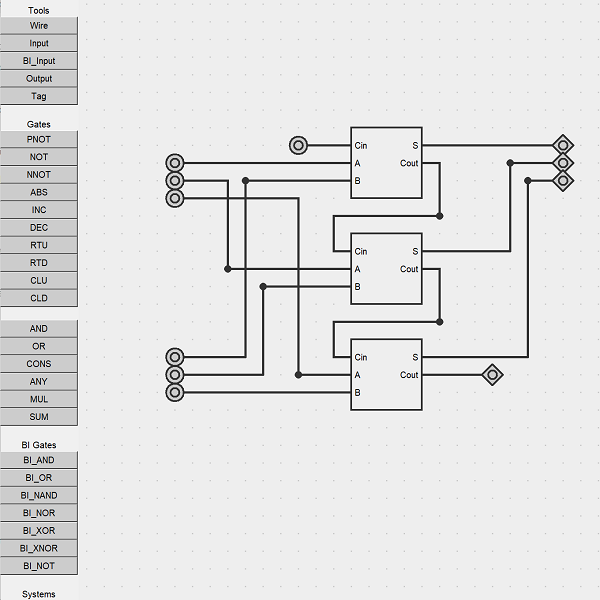 Tools
Wire
Input
BI_Input
Output
Tag
Gates
PNOT
NOT
NNOT
ABS
INC
DEC
RTU
RTD
CLU
CLD
AND
OR
CONS
ANY
MUL
SUM
BI Gates
BI_AND
BI_OR
BI_NAND
BI_NOR
BI_XOR
BI_XNOR
BI_NOT
Systems
Cin S
A Cout
B
Cin S
A Cout
B
Cin S
A Cout
B